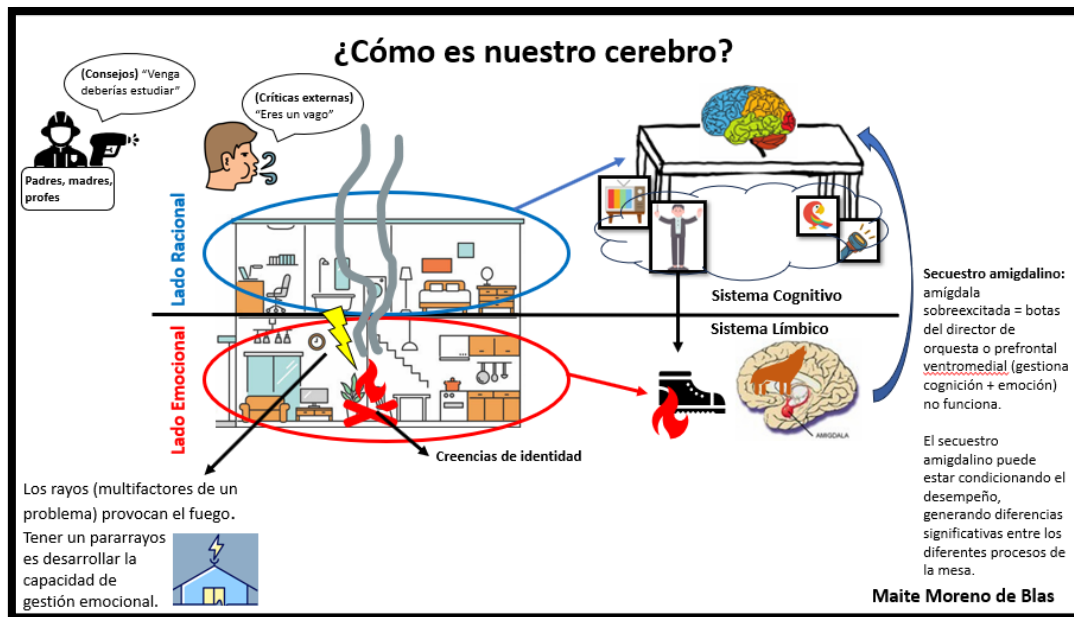 ¿Cómo es nuestro cerebro?
(Consejos) “Venga
deberías estudiar”
(Críticas externas)
“Eres un vago”
Padres, madres,
profes
Lado Racional
Lado Emocional
Sistema Cognitivo
Sistema Límbico
AMIGDALA
Creencias de identidad
Los rayos (multifactores de un
problema) provocan el fuego.
Tener un pararrayos
es desarrollar la
capacidad de
gestión emocional.
Secuestro amigdalino:
amígdala
sobreexcitada = botas
del director de
orquesta o prefrontal
ventromedial (gestiona
cognición + emoción)
no funciona.
El secuestro
amigdalino puede
estar condicionando el
desempeño,
generando diferencias
significativas entre los
diferentes procesos de
la mesa.
Maite Moreno de Blas